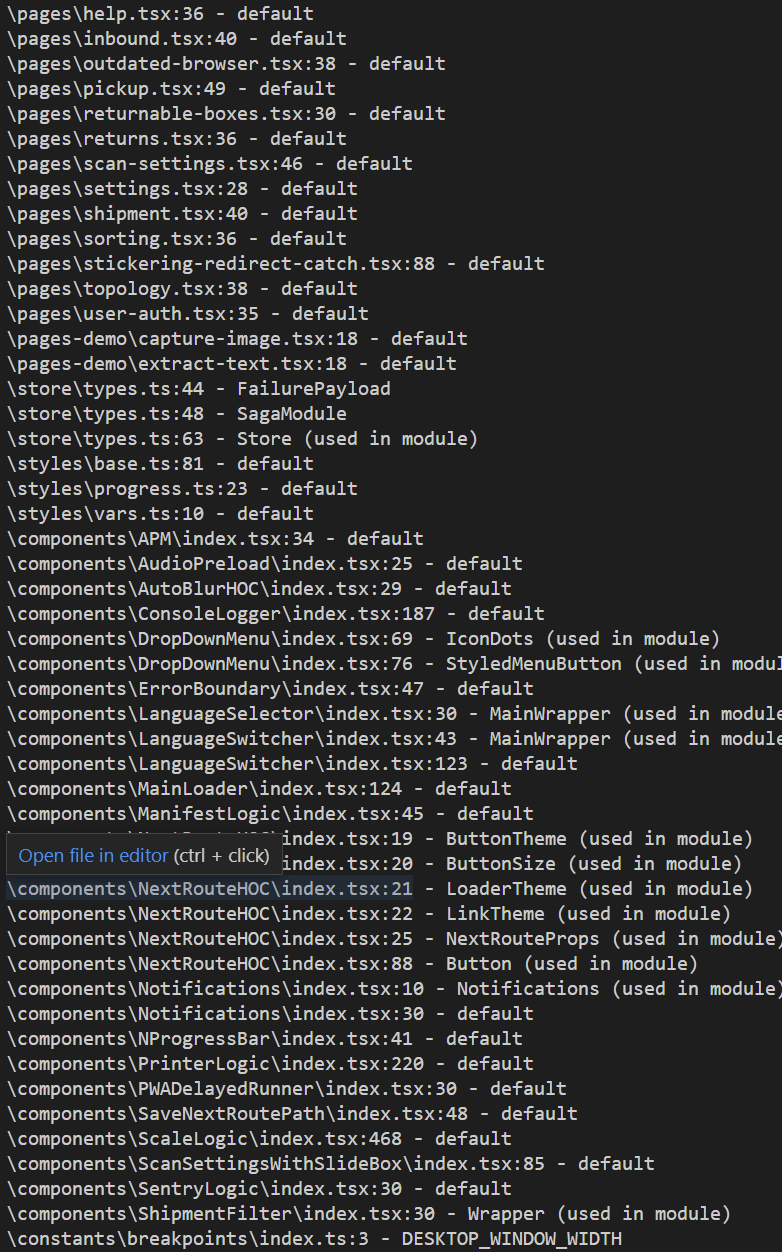 \pages\help.tsx:36 - default
\pages\inbound.tsx:40 - default
\pages\outdated-browser.tsx:38 - default
\pages\pickup.tsx:49 - default
\pages\returnable-boxes.tsx:30 - default
\pages\returns.tsx:36 - default
\pages\scan-settings.tsx:46 - default
\pages\settings.tsx:28 - default
\pages\shipment.tsx:40 - default
\pages\sorting.tsx:36 - default
\pages\stickering-redirect-catch.tsx:88 - default
\pages\topology.tsx:38 - default
\pages\user-auth.tsx:35 - default
\pages-demo\capture-image.tsx:18 - default
\pages-demo\extract-text.tsx:18 - default
\store\types.ts:44 - FailurePayload
\store\types.ts:48 - SagaModule
\store\types.ts:63 - Store (used in module)
\styles\base.ts:81 - default
\styles\progress.ts:23 - default
\styles\vars.ts:10 - default
\components\APM\index.ts:34 - default
\components\AudioPreload\index.ts:25 - default
\components\AutoBlurHOC\index.tsx:29 - default
\components\ConsoleLogger\index.tsx:187 - default
\components\DropDownMenu\index.tsx:69 - IconDots (used in module)
\components\DropDownMenu\index.tsx:76 - StyledMenuButton (used in modul
\components\ErrorBoundary\index.tsx:47 - default
\components\LanguageSelector\index.tsx:30 - MainWrapper (used in module
\components\LanguageSwitcher\index.tsx:43 - MainWrapper (used in module
\components\LanguageSwitcher\index.tsx:123 - default
\components\MainLoader\index.tsx:124 - default
\components\ManifestLogic\index.tsx:45 - default
\index.tsx:19 - ButtonTheme (used in module)
Open file in editor (ctrl + click) index.tsx:20 - ButtonSize (used in module)
\components\NextRouteHOC\index.tsx:21 - LoaderTheme (used in module)
\components\NextRouteHOC\index.tsx:22 - LinkTheme (used in module)
\components\NextRouteHOC\index.tsx:25 - NextRouteProps (used in module)
\components\NextRouteHOC\index.tsx:88 - Button (used in module)
\components\Notifications\index.tsx:10 - Notifications (used in module)
\components\Notifications\index.tsx:30 - default
\components\NProgressBar\index.tsx:41 - default
\components\PrinterLogic\index.tsx:220 - default
\components\PWADelayedRunner\index.ts:30 - default
\components\SaveNextRoutePath\index.ts:48 - default
\components\ScaleLogic\index.tsx:468 - default
\components\ScanSettingsWithSlideBox\index.tsx:85 - default
\components\SentryLogic\index.tsx:30 - default
\components\ShipmentFilter\index.tsx:30 - Wrapper (used in module)
\constants\breakpoints\index.ts:3 - DESKTOP_WINDOW_WIDTH